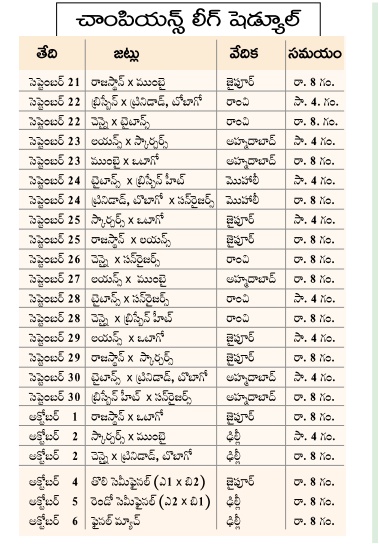 చాంపియన్స్ లీగ్ షెడ్యూల్
తేది జట్లు వేదిక సమయం
సెప్టెంబర్ 21 రాజస్థాన్ x ముంబై జైపూర్ రా. 8 గం.
సెప్టెంబర్ 22 బ్రిస్బేన్ x ట్రినిడాడ్, టోబాగో రాంచి సా. 4. గం.
సెప్టెంబర్ 22 చెన్నై x టైటాన్స్ రాంచి రా. 8. గం.
సెప్టెంబర్ 23 లయన్స్ x స్కార్చర్స్ అహ్మదాబాద్ సా. 4 గం.
సెప్టెంబర్ 23 ముంబై x ఒటాగో అహ్మదాబాద్ రా. 8 గం.
సెప్టెంబర్ 24 టైటాన్స్ x బ్రిస్బేన్ హీట్ మొహాలీ సా. 4 గం.
సెప్టెంబర్ 24 ట్రినిడాడ్, టొబాగో x సన్‌రైజర్స్ మొహాలీ రా. 8 గం.
సెప్టెంబర్ 25 స్కార్చర్స్ x ఒటాగో జైపూర్ సా. 4 గం.
సెప్టెంబర్ 25 రాజస్థాన్ x లయన్స్ జైపూర్ రా. 8 గం.
సెప్టెంబర్ 26 చెన్నై x సన్‌రైజర్స్ రాంచి రా. 8 గం.
సెప్టెంబర్ 27 లయన్స్ x ముంబై అహ్మదాబాద్ రా. 8 గం.
సెప్టెంబర్ 28 టైటాన్స్ x సన్‌రైజర్స్ రాంచి సా. 4 గం.
సెప్టెంబర్ 28 చెన్నై x బ్రిస్బేన్ హీట్ రాంచి రా. 8 గం.
సెప్టెంబర్ 29 లయన్స్ x ఒటాగో జైపూర్ సా. 4 గం.
సెప్టెంబర్ 29 రాజస్థాన్ x స్కార్చర్స్ జైపూర్ రా. 8 గం.
సెప్టెంబర్ 30 టైటాన్స్ x ట్రినిడాడ్, టొబాగో అహ్మదాబాద్ సా. 4 గం.
సెప్టెంబర్ 30 బ్రిస్బేన్ హీట్ x సన్‌రైజర్స్ అహ్మదాబాద్ రా. 8 గం.
అక్టోబర్ 1 రాజస్థాన్ x ఒటాగో జైపూర్ రా. 8 గం.
అక్టోబర్ 2 స్కార్చర్స్ x ముంబై ఢిల్లీ సా. 4 గం.
అక్టోబర్ 2 చెన్నై x ట్రినిడాడ్, టొబాగో ఢిల్లీ రా. 8 గం.
అక్టోబర్ 4 తొలి సెమీఫైనల్ (ఎ1 x బి2) జైపూర్ రా. 8 గం.
అక్టోబర్ 5 రెండో సెమీఫైనల్ (ఎ2 x బి1) ఢిల్లీ రా. 8 గం.
అక్టోబర్ 6 ఫైనల్ మ్యాచ్ ఢిల్లీ రా. 8 గం.